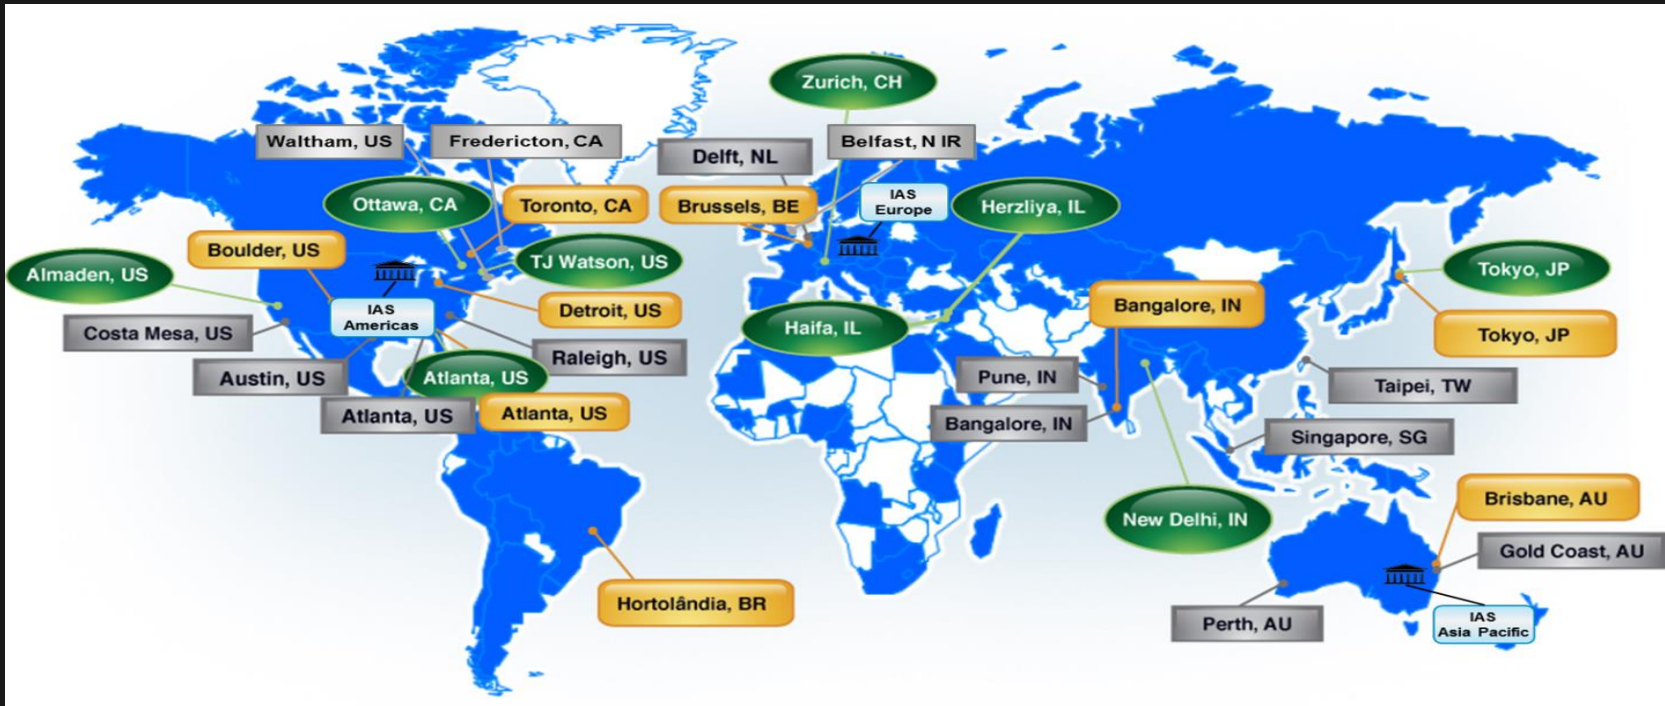 Zurich, CH
Waltham, US
Fredericton, CA
Delft, NL
Belfast, N IR
Ottawa, CA
Toronto, CA
Brussels, BE
IAS
Europe
Herzliya, IL
Boulder, US
TJ Watson, US
Almaden, US
Tokyo, JP
IAS
Americas
Detroit, US
Bangalore, IN
Costa Mesa, US
Haifa, IL
Tokyo, JP
Raleigh, US
Austin, US
Atlanta, US
Pune, IN
Taipei, TW
Atlanta, US
Atlanta, US
Bangalore, IN
Singapore, SG
New Delhi, IN
Brisbane, AU
Gold Coast, AU
Hortolândia, BR
Perth, AU
IAS
Asia Pacific